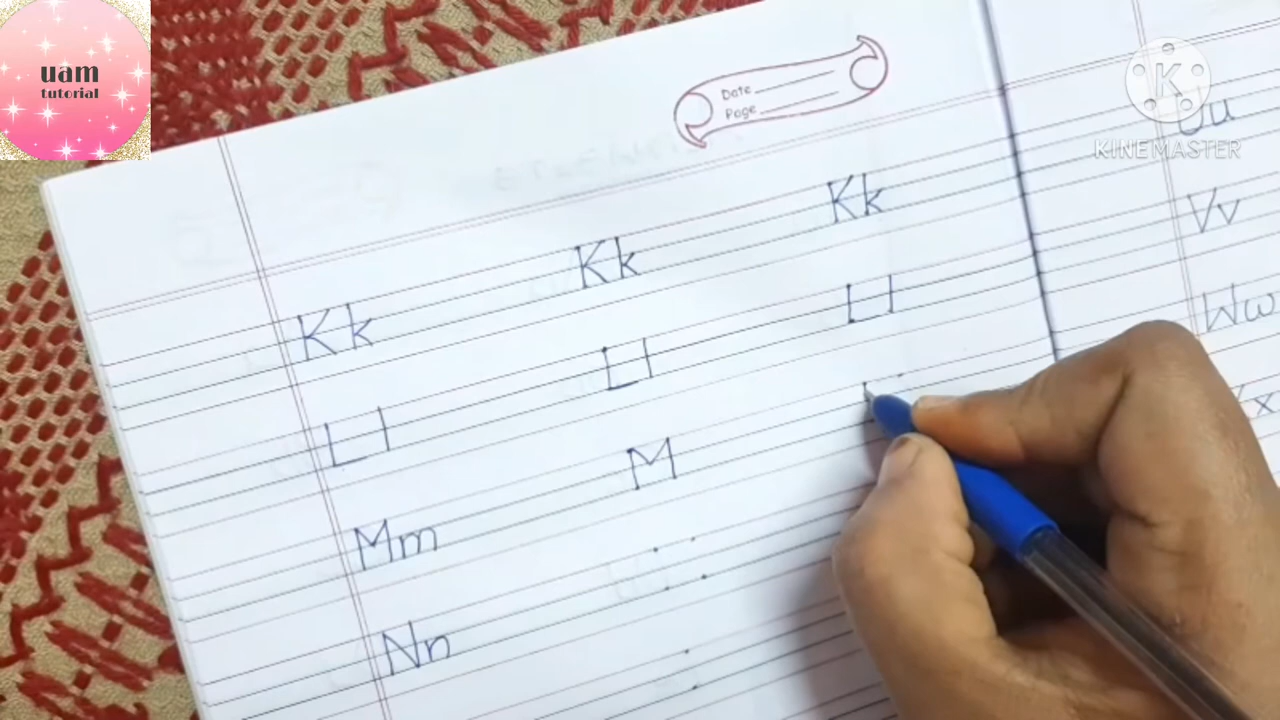 uam
tutorial
Date
Page
KINEMASTER
Kk Kk Kk
Ll Ll Ll
Mm M
Nn
Uu
Vv
Ww
x